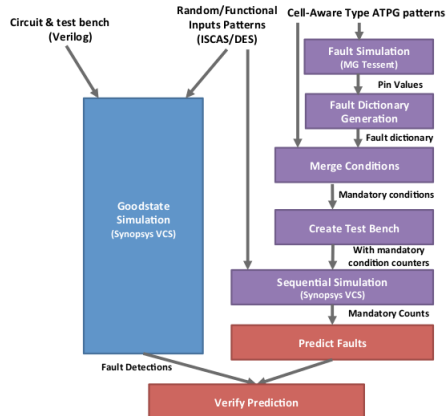 Circuit & test bench
(Verilog)
Random/Functional
Inputs Patterns
(ISCAS/DES)
Cell-Aware Type ATPG patterns
Fault Simulation
(MG Tessent)
Pin Values
Fault Dictionary
Generation
Fault dictionary
Merge Conditions
Mandatory conditions
Goodstate
Simulation
(Synopsys VCS)
Create Test Bench
With mandatory
condition counters
Sequential Simulation
(Synopsys VCS)
Mandatory Counts
Predict Faults
Fault Detections
Verify Prediction